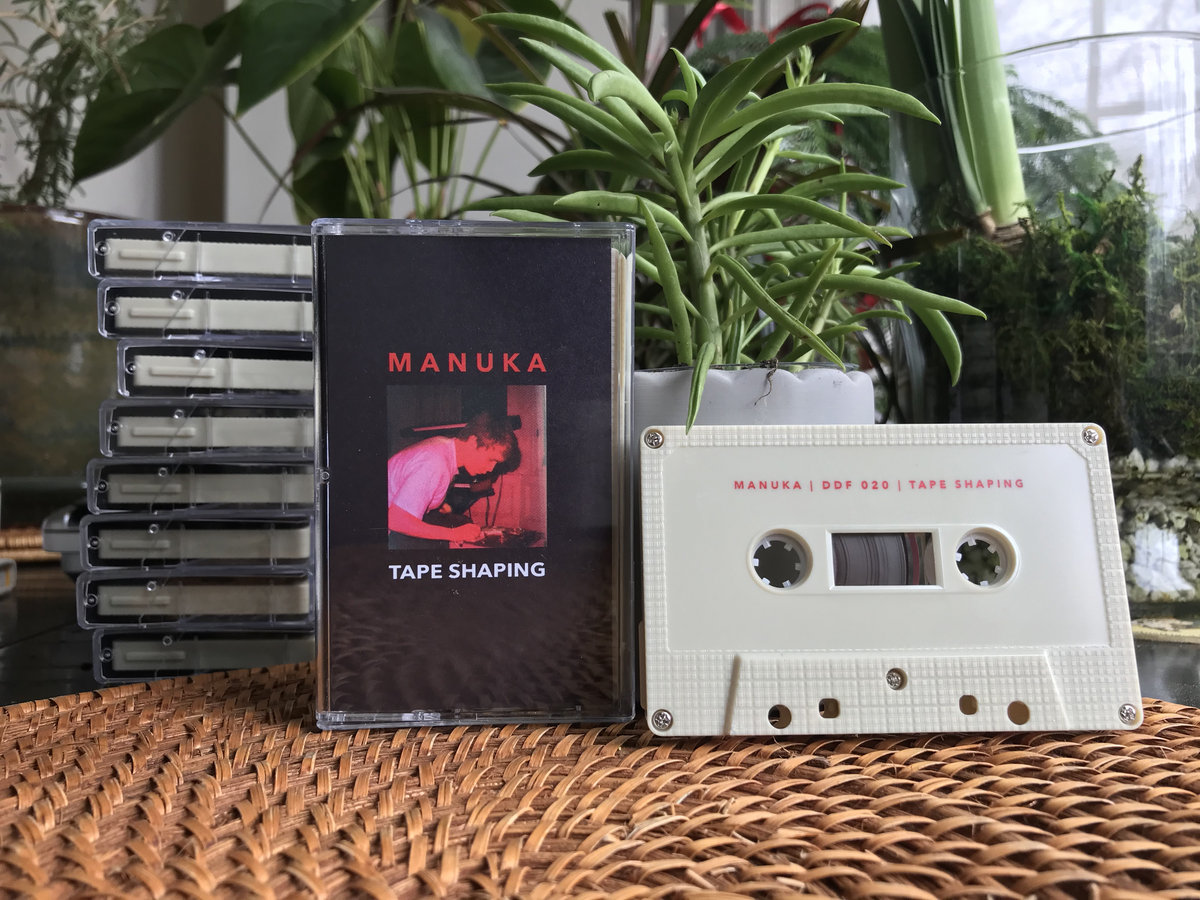 MANUKA
TAPE SHAPING
MANUKA | DDF 020 | TAPE SHAPING